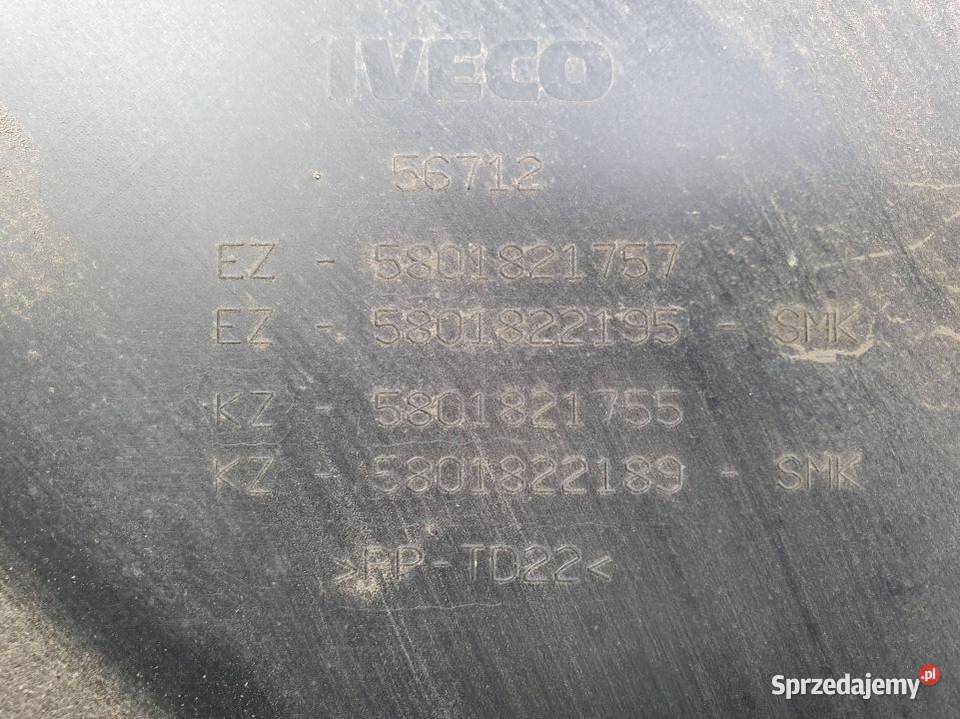 IVECO
56712
EZ - 5801821757
EZ - 5801822195 - SMK
KZ - 5801821755
KZ - 5801822189 - SMK
>PP-TD22<
Sprzedajemy.pl